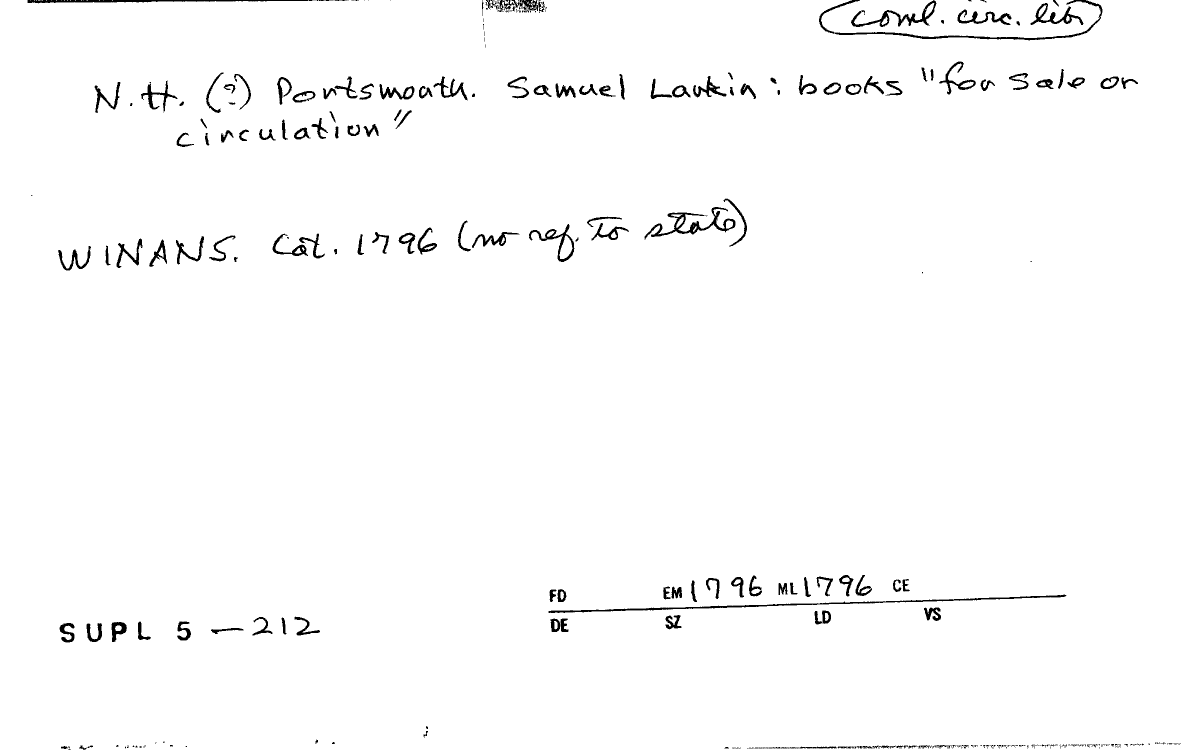 coml. circ. lib
N.H. (?) Portsmouth. Samuel Larkin: books "for sale or
circulation"
WINANS. Cat. 1796 (no ref. to state)
FD EM 1796 ML 1796 CE
SUPL 5 — 212
DE SZ LD VS